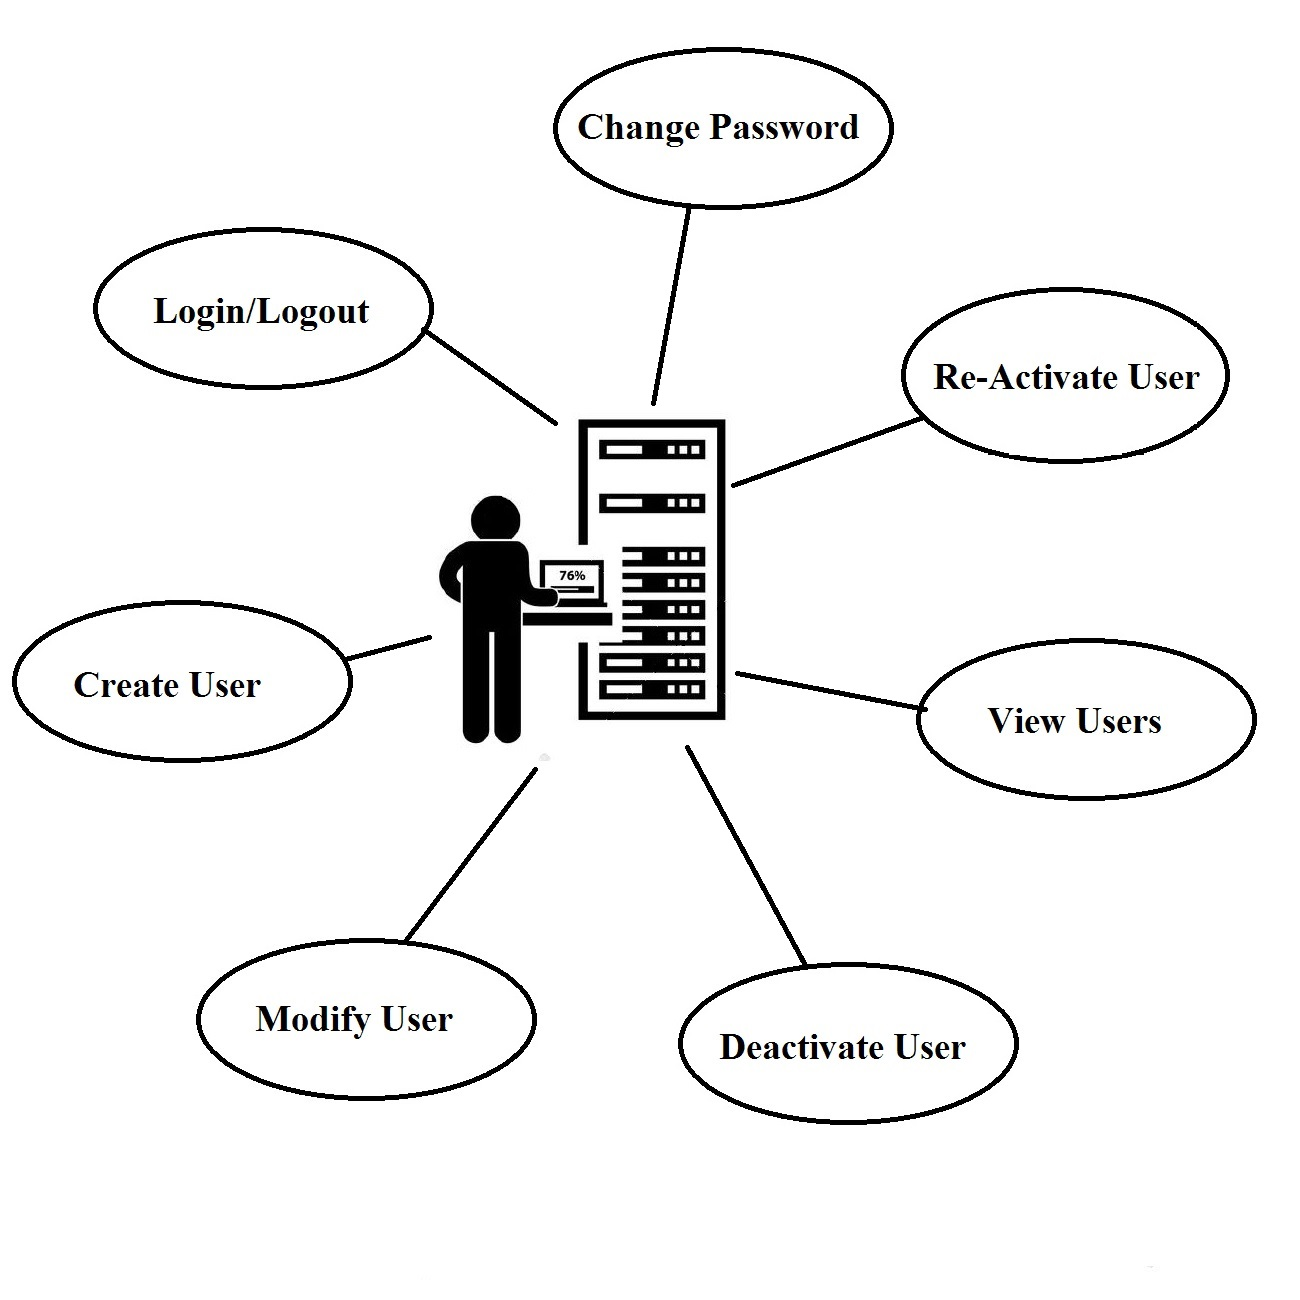 Change Password
Login/Logout
Re-Activate User
76%
Create User
View Users
Modify User
Deactivate User